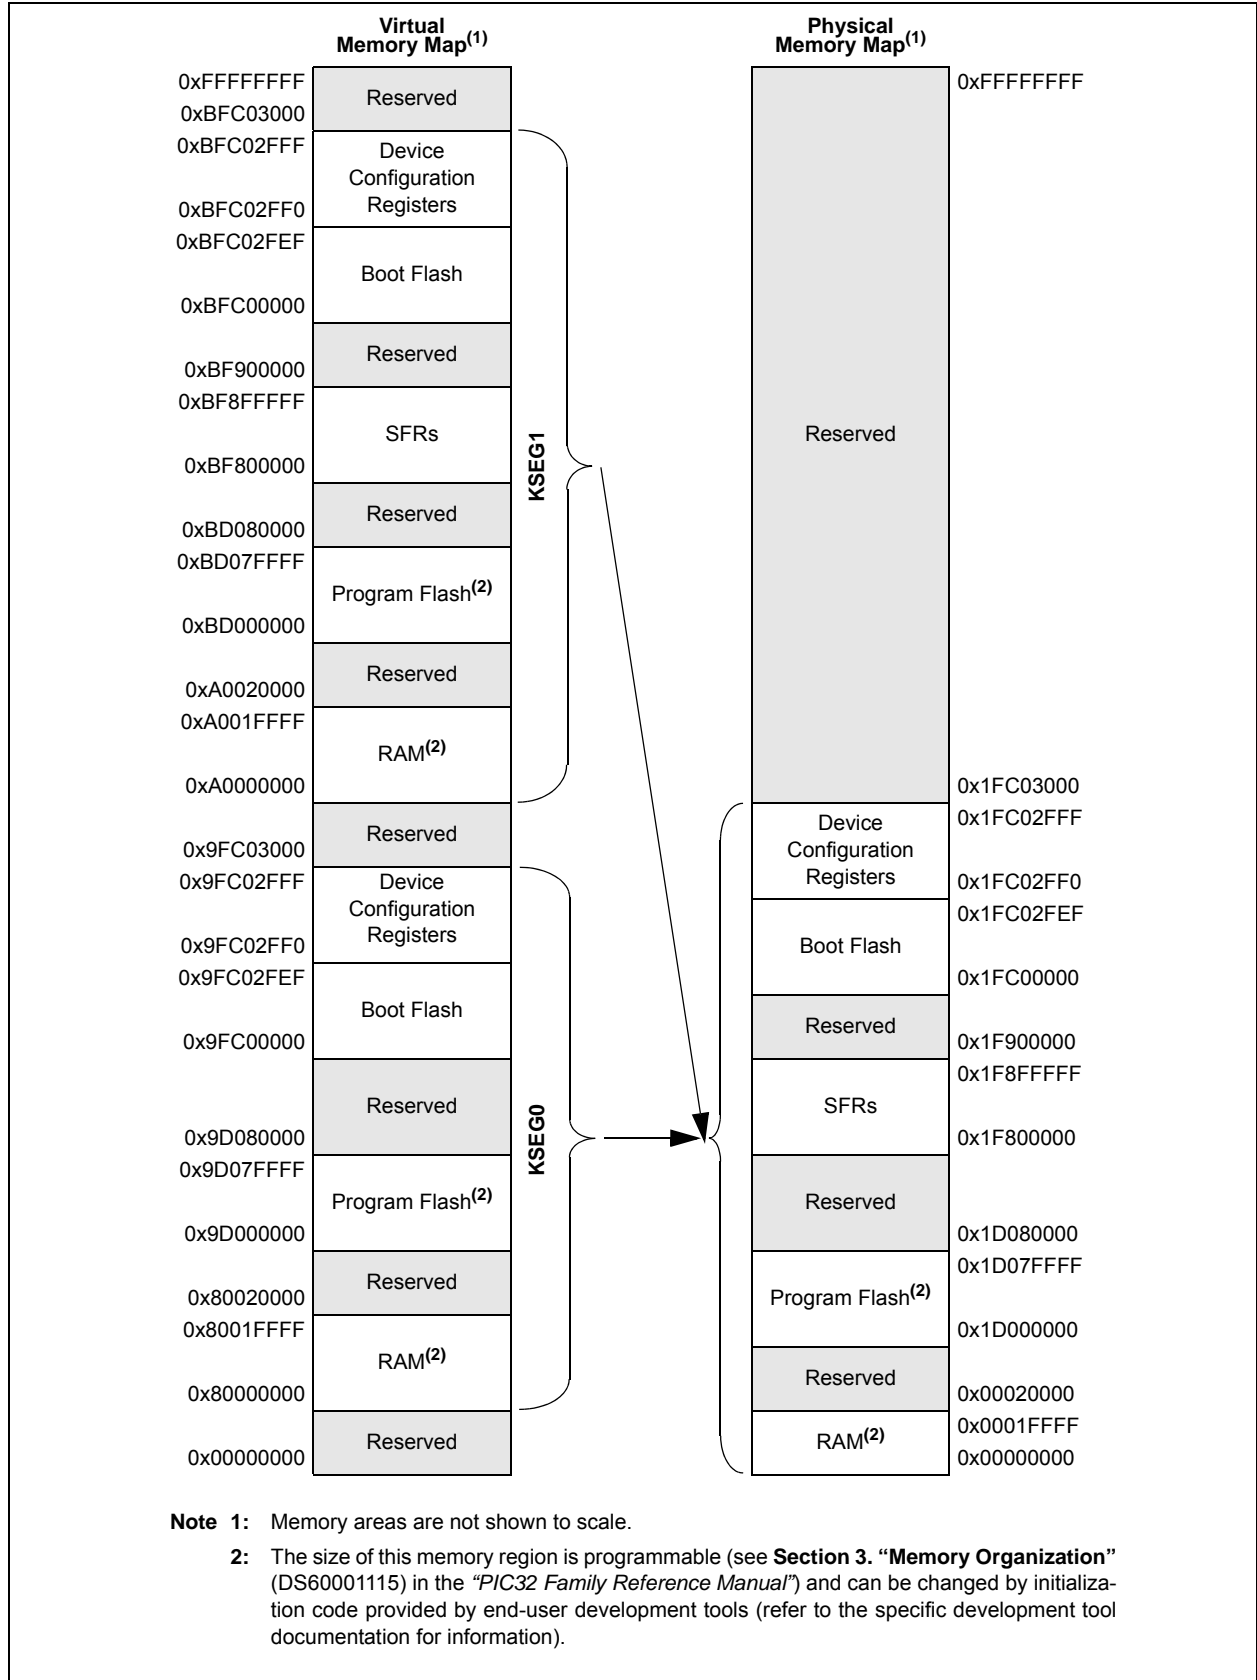 Virtual
Memory Map(1)
Physical
Memory Map(1)
0xFFFFFFFF
Reserved
0xBFC03000
0xBFC02FFF
Device
Configuration
Registers
0xBFC02FF0
0xBFC02FEF
Boot Flash
0xBFC00000
Reserved
0xBF900000
0xBF8FFFFF
SFRs
0xBF800000
Reserved
0xBD080000
0xBD07FFFF
Program Flash(2)
0xBD000000
Reserved
0xA0020000
0xA001FFFF
RAM(2)
0xA0000000
KSEG1
Reserved
0x9FC03000
0x9FC02FFF
Device
Configuration
Registers
0x9FC02FF0
0x9FC02FEF
Boot Flash
0x9FC00000
Reserved
0x9D080000
0x9D07FFFF
Program Flash(2)
0x9D000000
Reserved
0x80020000
0x8001FFFF
RAM(2)
0x80000000
KSEG0
Reserved
0x00000000
0xFFFFFFFF
Reserved
0x1FC03000
0x1FC02FFF
Device
Configuration
Registers
0x1FC02FF0
0x1FC02FEF
Boot Flash
0x1FC00000
Reserved
0x1F900000
0x1F8FFFFF
SFRs
0x1F800000
Reserved
0x1D080000
0x1D07FFFF
Program Flash(2)
0x1D000000
Reserved
0x00020000
0x0001FFFF
RAM(2)
0x00000000
Note 1: Memory areas are not shown to scale.
2: The size of this memory region is programmable (see Section 3. “Memory Organization”
(DS60001115) in the “PIC32 Family Reference Manual”) and can be changed by initializa-
tion code provided by end-user development tools (refer to the specific development tool
documentation for information).